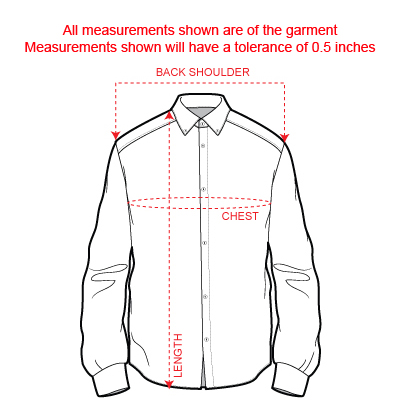 All measurements shown are of the garment
Measurements shown will have a tolerance of 0.5 inches
BACK SHOULDER
CHEST
LENGTH